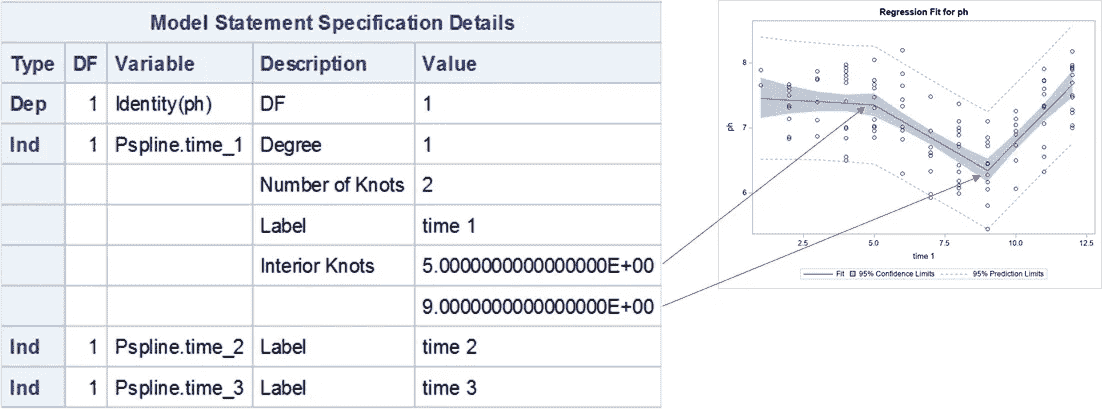 Model Statement Specification Details
Type DF Variable Description Value
Dep 1 Identity(ph) DF 1
Ind 1 Pspline.time_1 Degree 1
Number of Knots 2
Label time 1
Interior Knots 5.0000000000000000E+00
9.0000000000000000E+00
Ind 1 Pspline.time_2 Label time 2
Ind 1 Pspline.time_3 Label time 3
Regression Fit for ph
8
7
6
ph
2.5 5.0 7.5 10.0 12.5
time 1
Fit 95% Confidence Limits 95% Prediction Limits